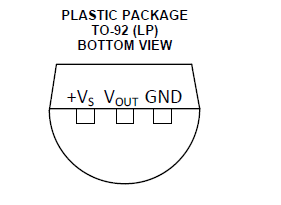 PLASTIC PACKAGE
TO-92 (LP)
BOTTOM VIEW
+VS VOUT GND